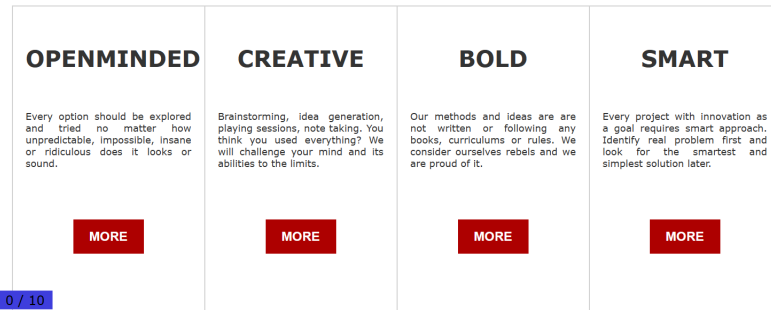 OPENMINDED
Every option should be explored
and tried no matter how
unpredictable, impossible, insane
or ridiculous does it looks or
sound.
MORE
CREATIVE
Brainstorming, idea generation,
playing sessions, note taking. You
think you used everything? We
will challenge your mind and its
abilities to the limits.
MORE
BOLD
Our methods and ideas are are
not written or following any
books, curriculums or rules. We
consider ourselves rebels and we
are proud of it.
MORE
SMART
Every project with innovation as
a goal requires smart approach.
Identify real problem first and
look for the smartest and
simplest solution later.
MORE
0 / 10